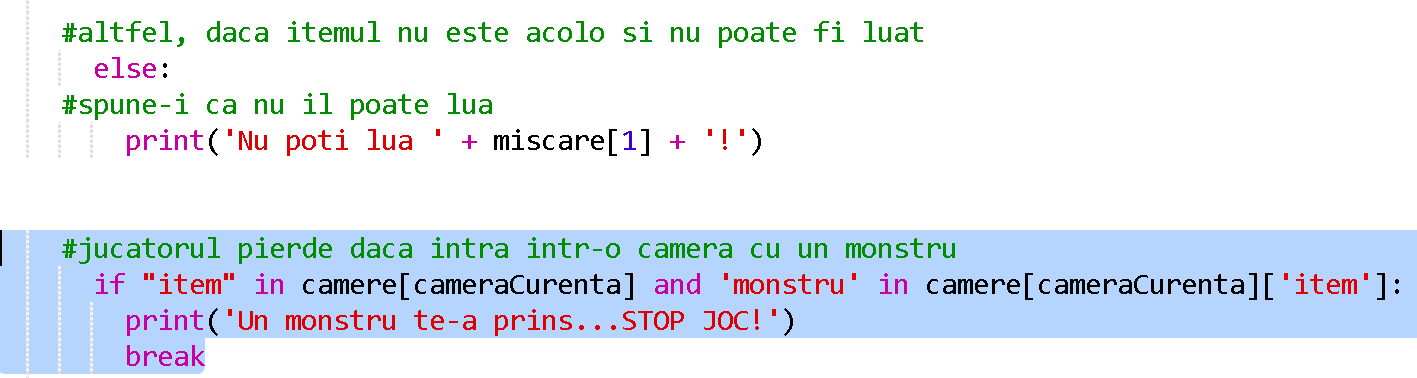 #altfel, daca itemul nu este acolo si nu poate fi luat
else:
#spune-i ca nu il poate lua
print('Nu poti lua ' + miscare[1] + '!')
#jucatorul pierde daca intra intr-o camera cu un monstru
if "item" in camere[cameraCurenta] and 'monstru' in camere[cameraCurenta]['item']:
print('Un monstru te-a prins...STOP JOC!')
break